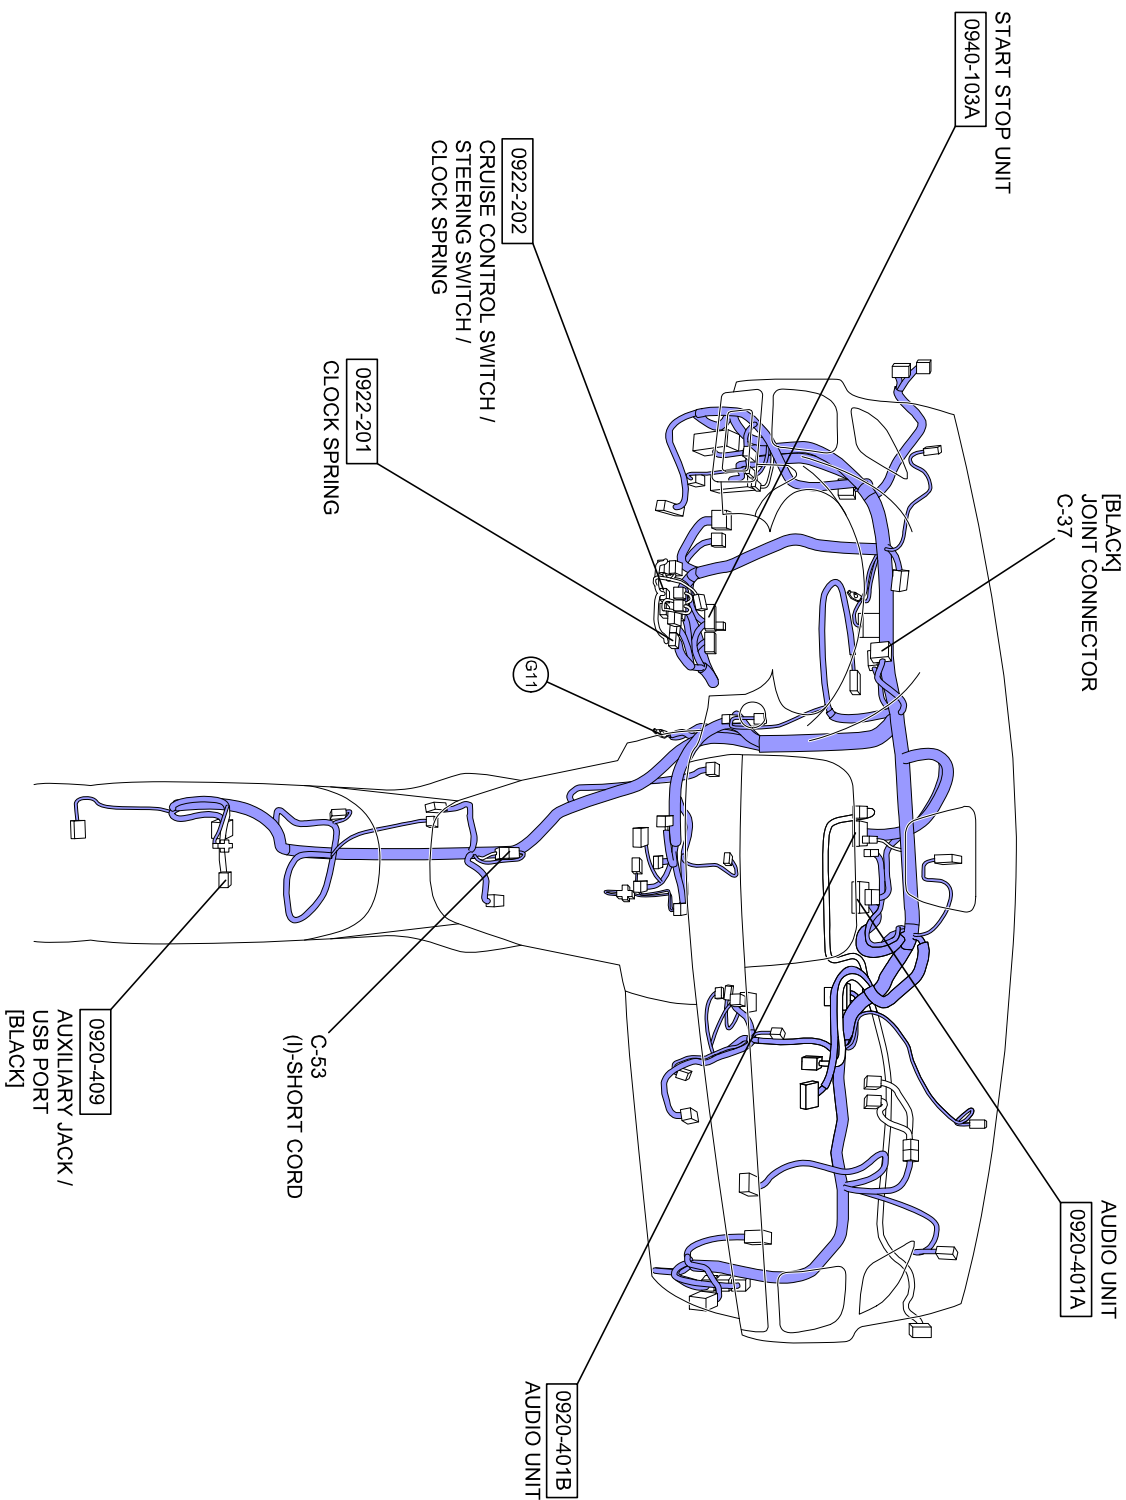 START STOP UNIT
0940-103A
0922-202
CRUISE CONTROL SWITCH /
STEERING SWITCH /
CLOCK SPRING
0922-201
CLOCK SPRING
[BLACK]
JOINT CONNECTOR
C-37
G11
C-53
(I)-SHORT CORD
0920-409
AUXILIARY JACK /
USB PORT
[BLACK]
AUDIO UNIT
0920-401A
0920-401B
AUDIO UNIT